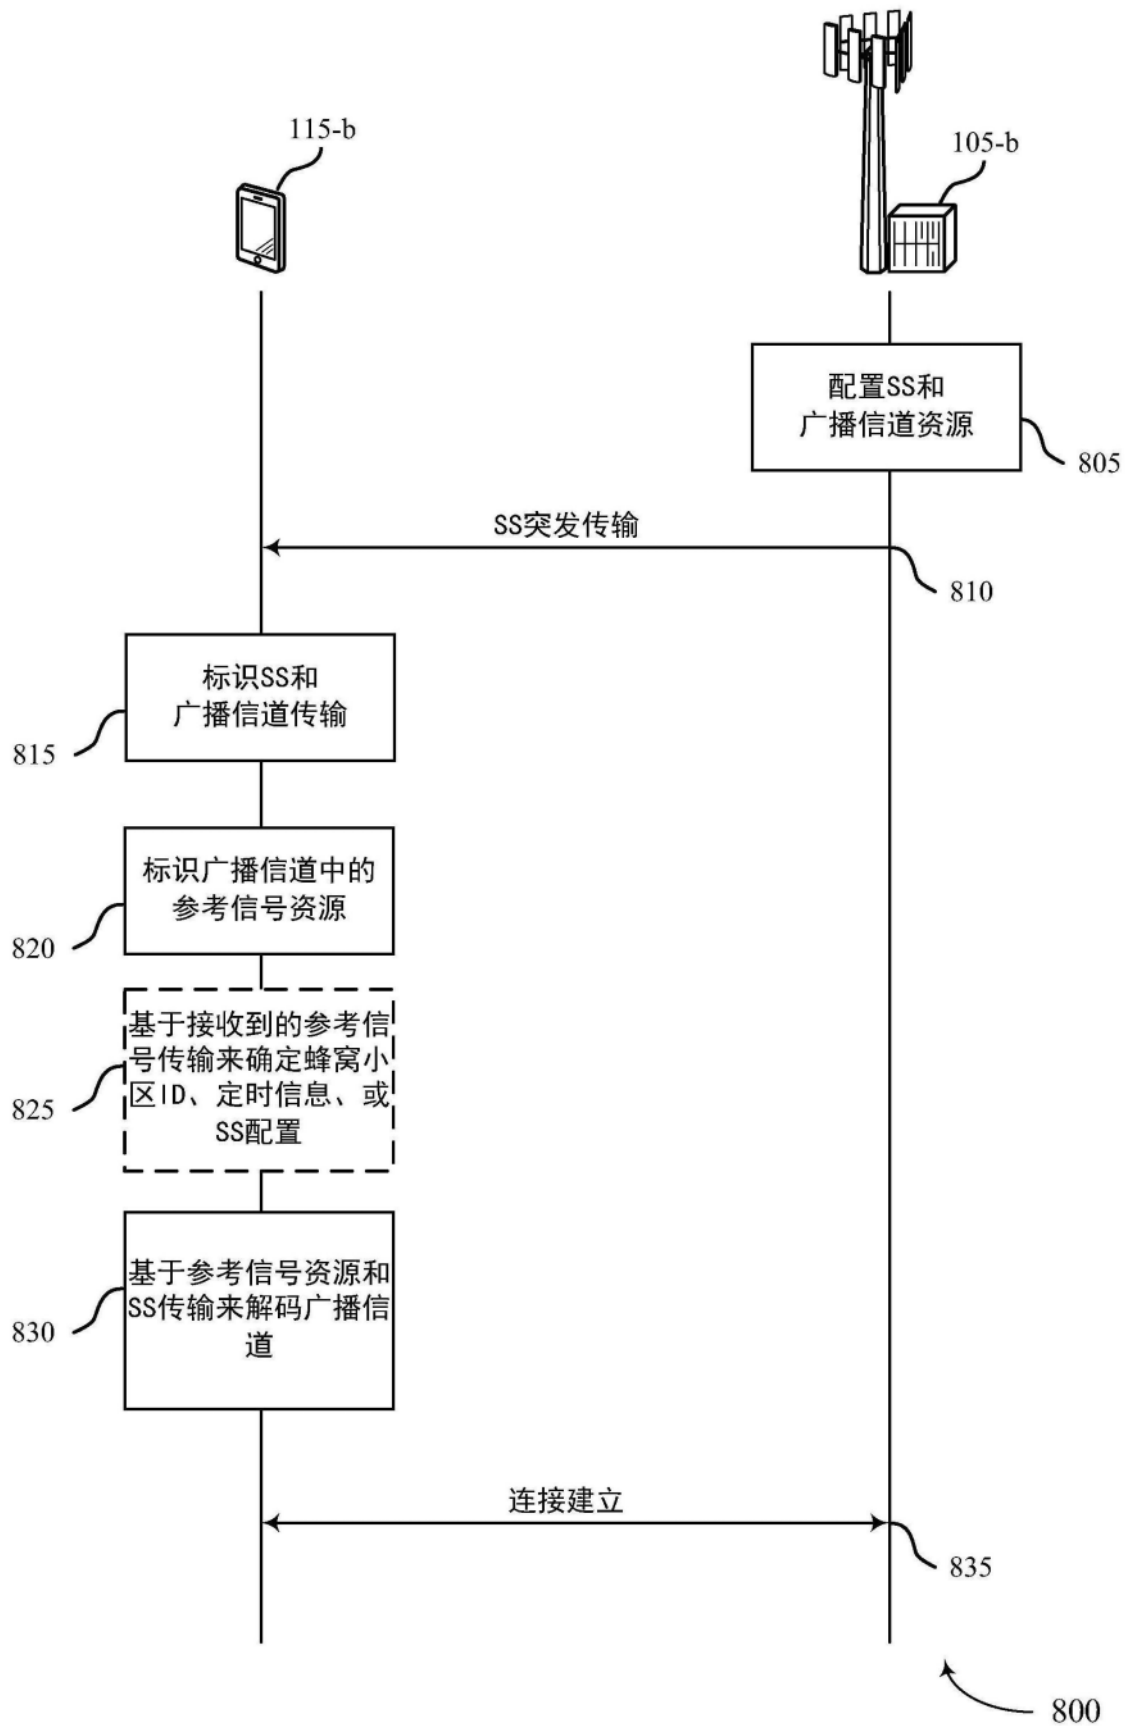 115-b
105-b
配置SS和
广播信道资源
805
SS突发传输
810
标识SS和
广播信道传输
815
标识广播信道中的
参考信号资源
820
基于接收到的参考信
号传输来确定蜂窝小
区ID、定时信息、或
SS配置
825
基于参考信号资源和
SS传输来解码广播信
道
830
连接建立
835
800